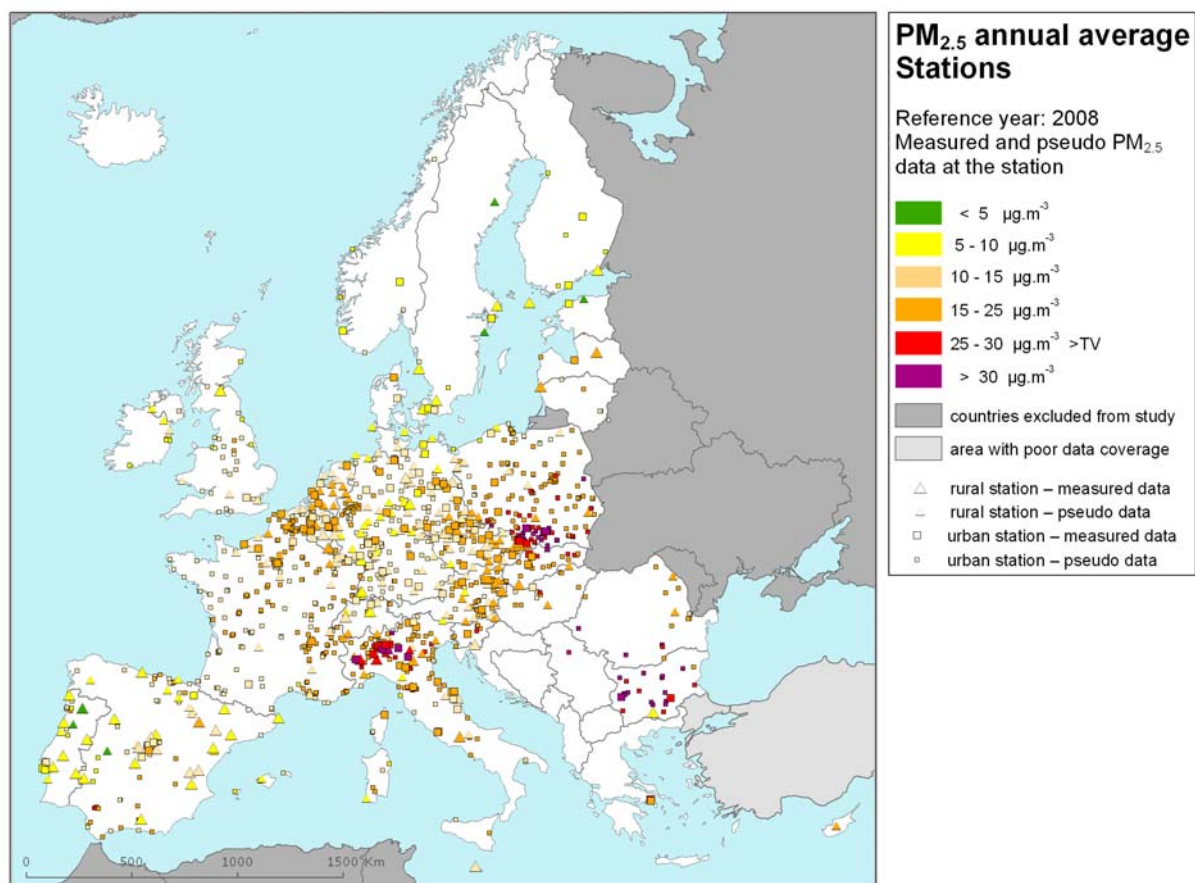 PM₂.₅ annual average
Stations
Reference year: 2008
Measured and pseudo PM₂.₅
data at the station
< 5 µg.m⁻³
5 - 10 µg.m⁻³
10 - 15 µg.m⁻³
15 - 25 µg.m⁻³
25 - 30 µg.m⁻³ >TV
> 30 µg.m⁻³
countries excluded from study
area with poor data coverage
rural station – measured data
rural station – pseudo data
urban station – measured data
urban station – pseudo data
0 500 1000 1500 Km